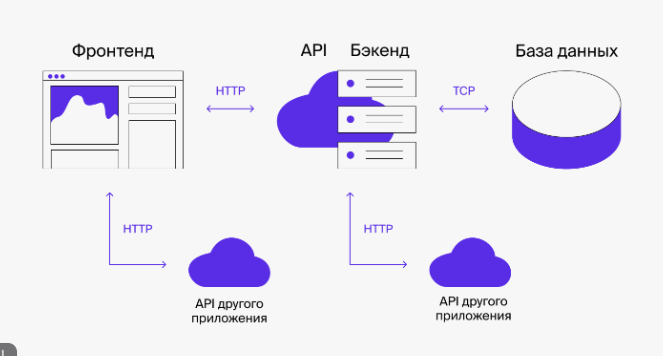 Фронтенд
API Бэкенд
База данных
HTTP
TCP
HTTP
HTTP
API другого
приложения
API другого
приложения